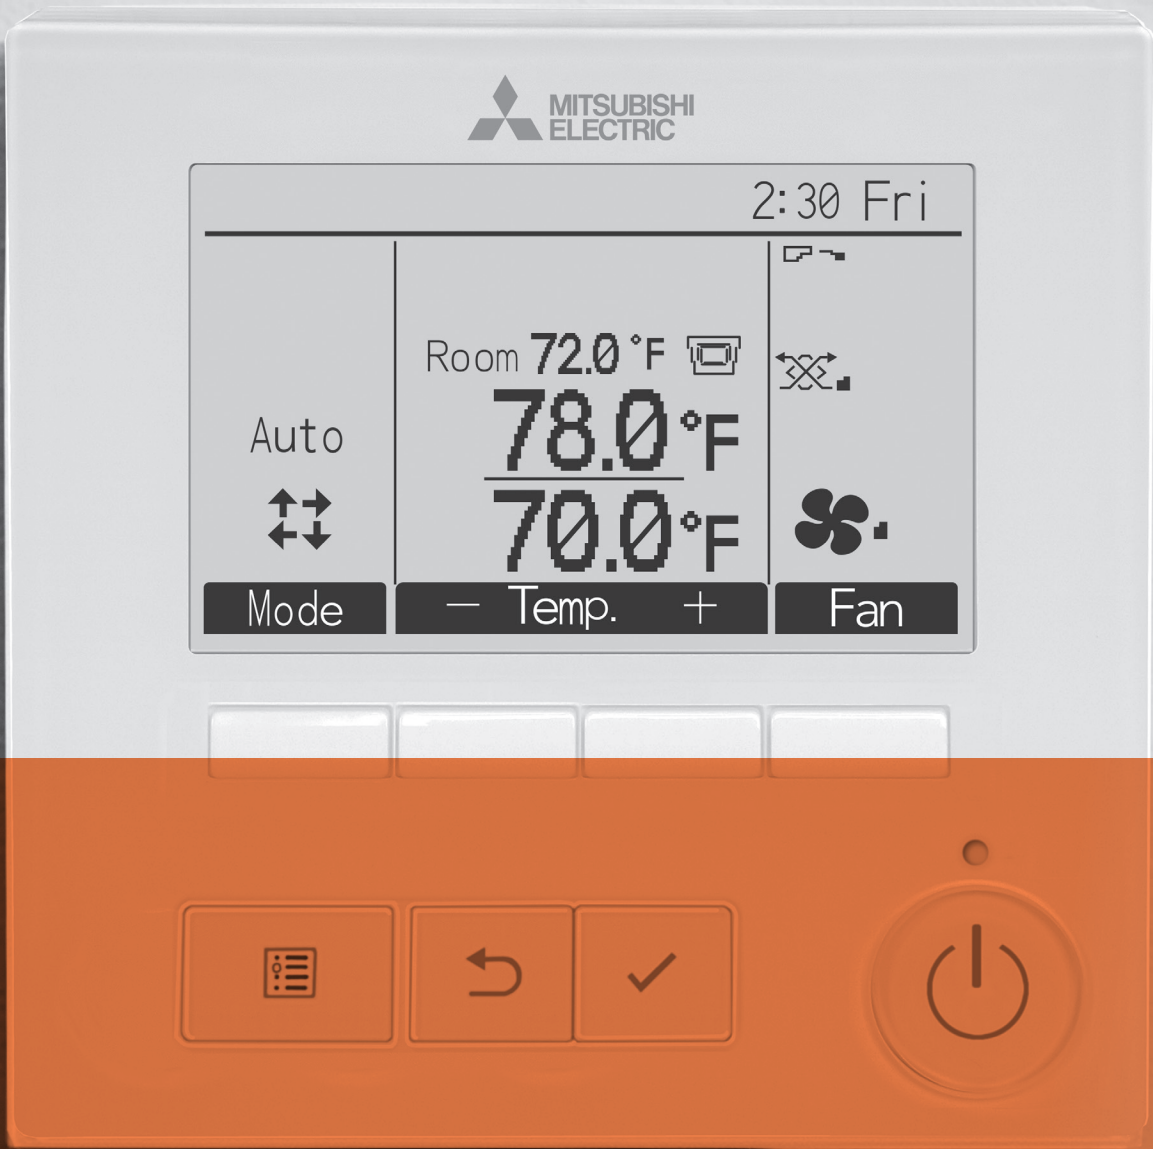 MITSUBISHI
ELECTRIC
2:30 Fri
Room 72.0 °F
78.0 °F
Auto
70.0 °F
Mode
— Temp. +
Fan